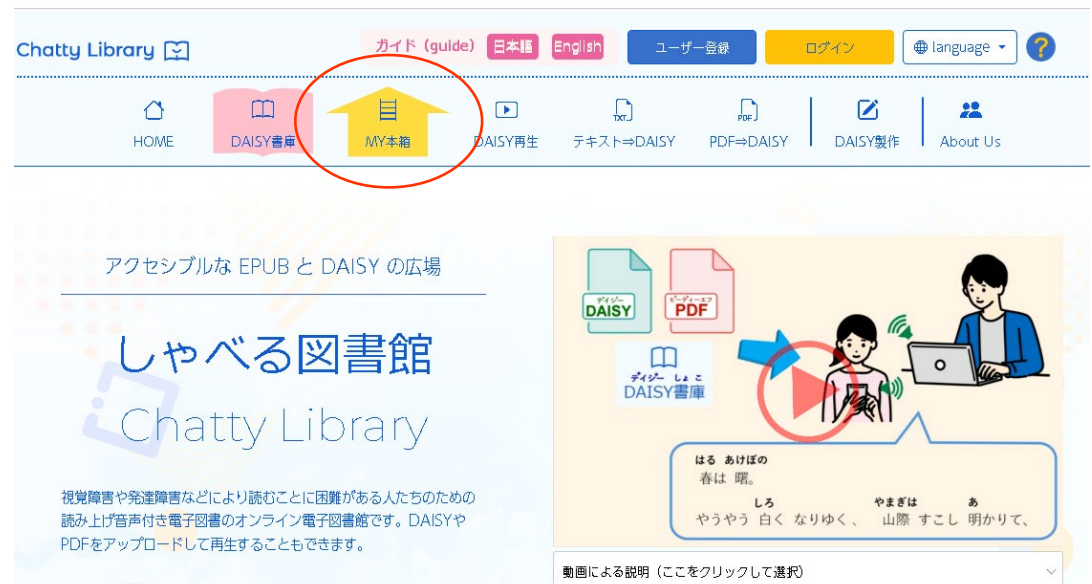 Chatty Library
ガイド（guide） 日本語 English ユーザー登録 ログイン language ?
HOME DAISY書庫 MY本箱 DAISY再生 テキスト⇒DAISY PDF⇒DAISY DAISY製作 About Us
TXT PDF
アクセシブルな EPUB と DAISY の広場
しゃべる図書館
Chatty Library
視覚障害や発達障害などにより読むことに困難がある人たちのための
読み上げ音声付き電子図書のオンライン電子図書館です。DAISYや
PDFをアップロードして再生することもできます。
デイジー
DAISY
ピーディーエフ
PDF
デイジー しょこ
DAISY書庫
はる あけぼの
春は 曙。
しろ やまぎは あ
やうやう 白く なりゆく、 山際 すこし 明かりて、
動画による説明（ここをクリックして選択）